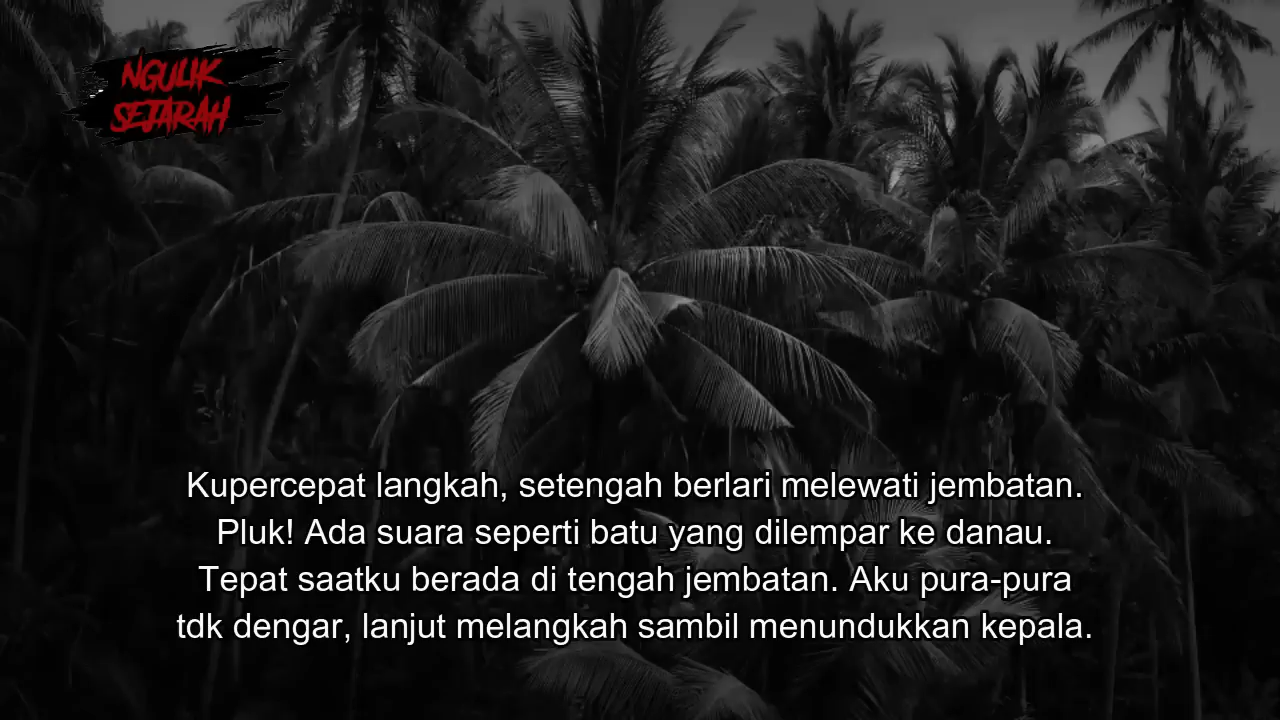 NGULIK
SEJARAH
Kupercepat langkah, setengah berlari melewati jembatan.
Pluk! Ada suara seperti batu yang dilempar ke danau.
Tepat saatku berada di tengah jembatan. Aku pura-pura
tdk dengar, lanjut melangkah sambil menundukkan kepala.